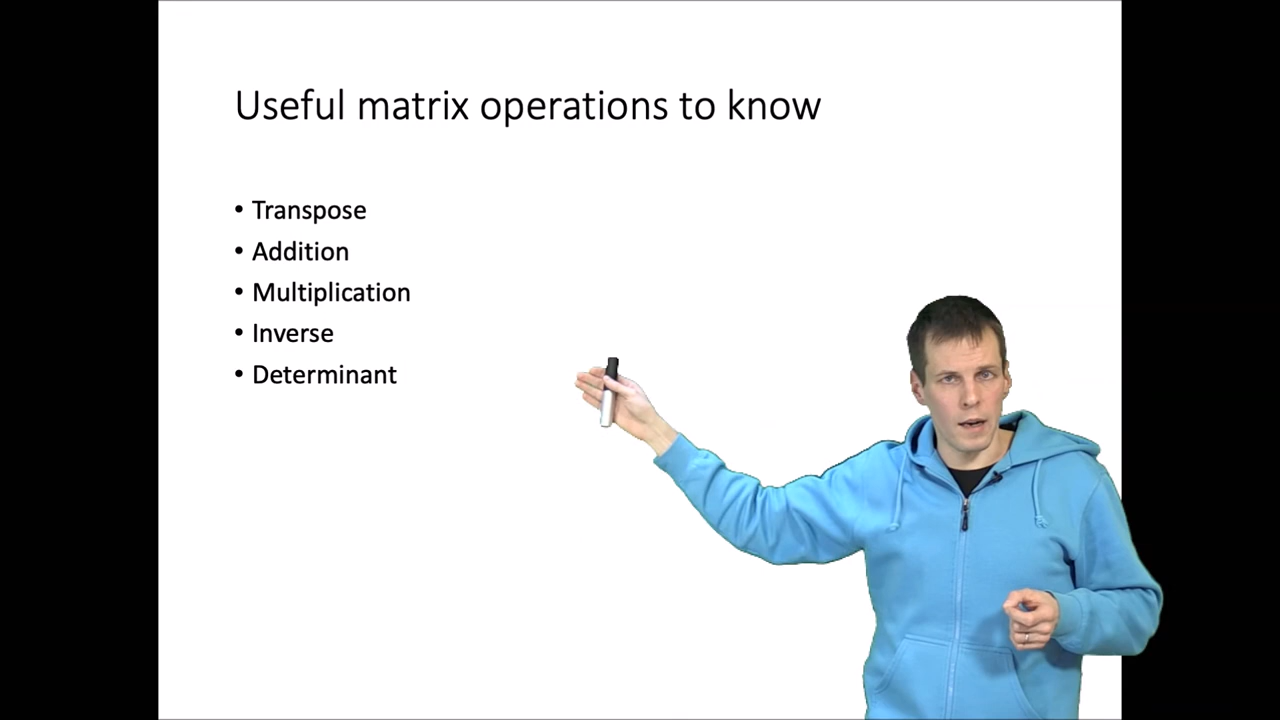 Useful matrix operations to know
• Transpose
• Addition
• Multiplication
• Inverse
• Determinant